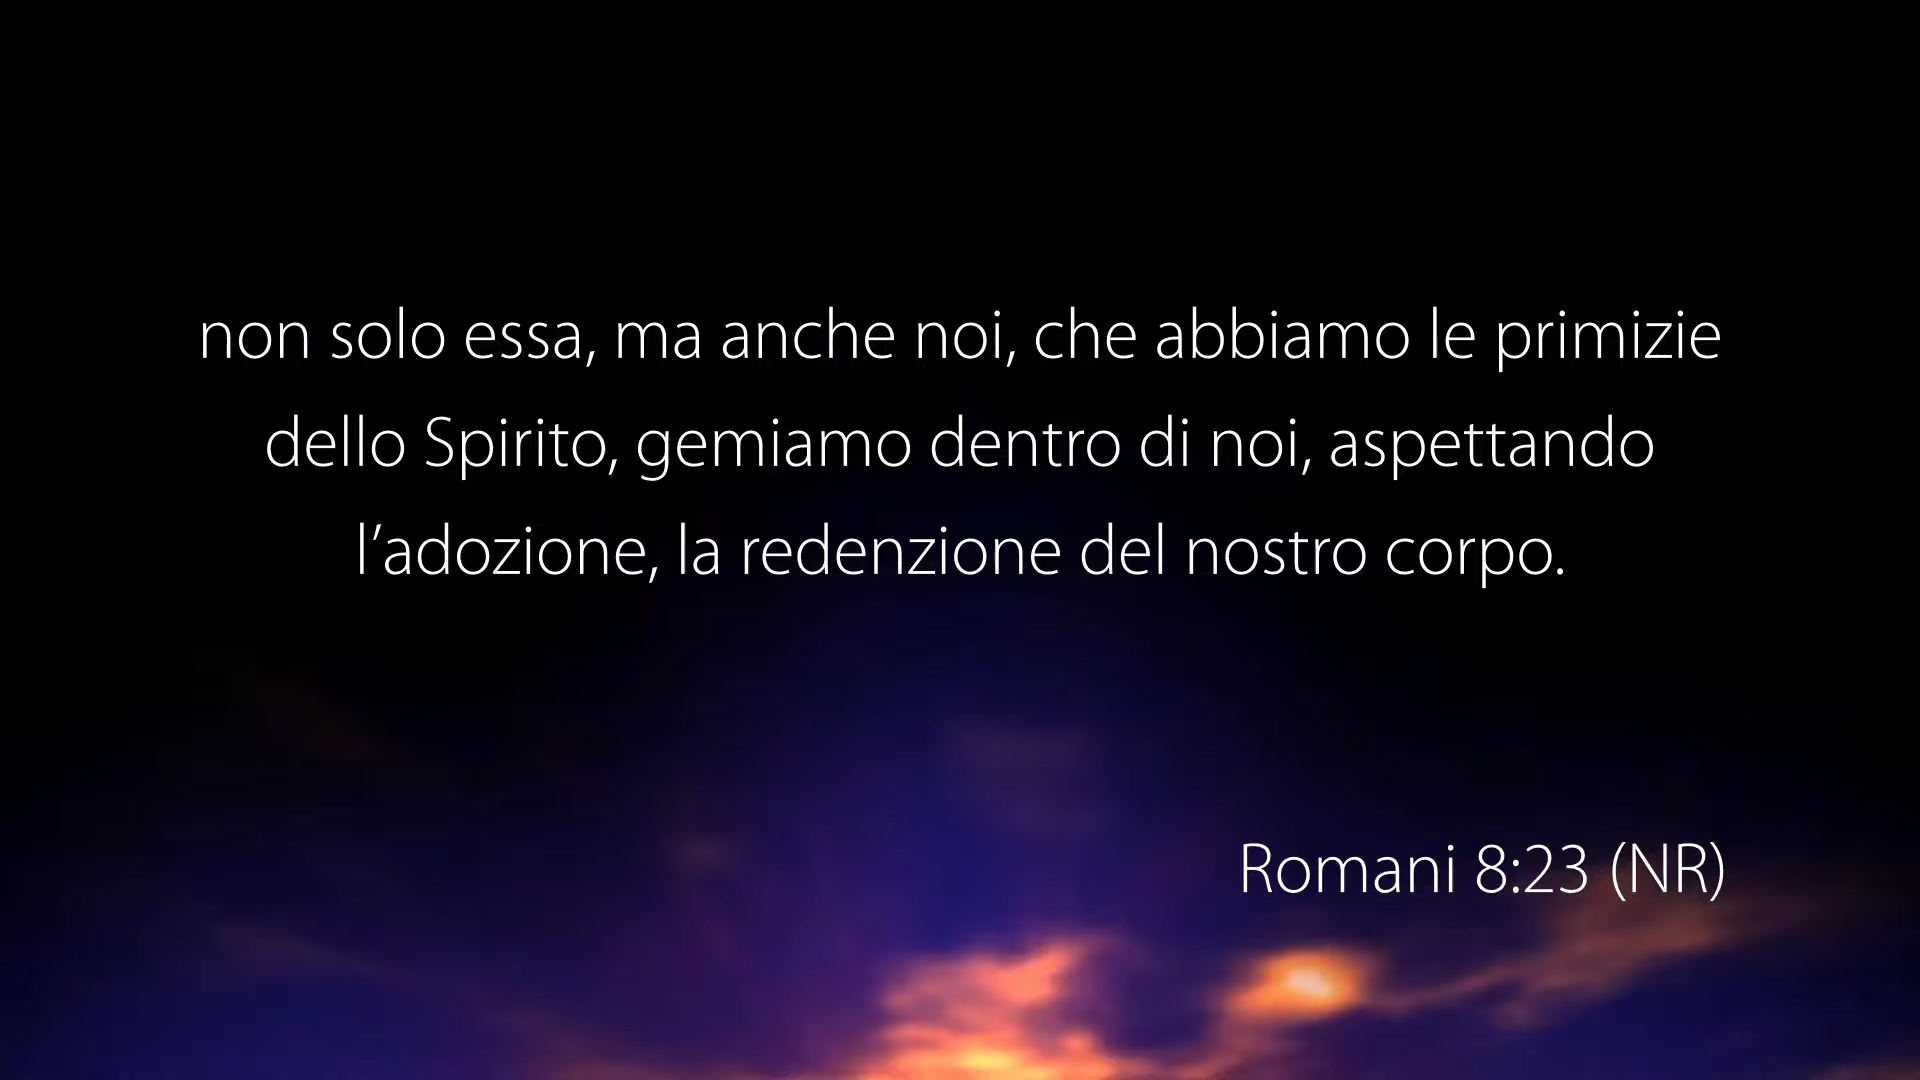 non solo essa, ma anche noi, che abbiamo le primizie
dello Spirito, gemiamo dentro di noi, aspettando
l’adozione, la redenzione del nostro corpo.
Romani 8:23 (NR)